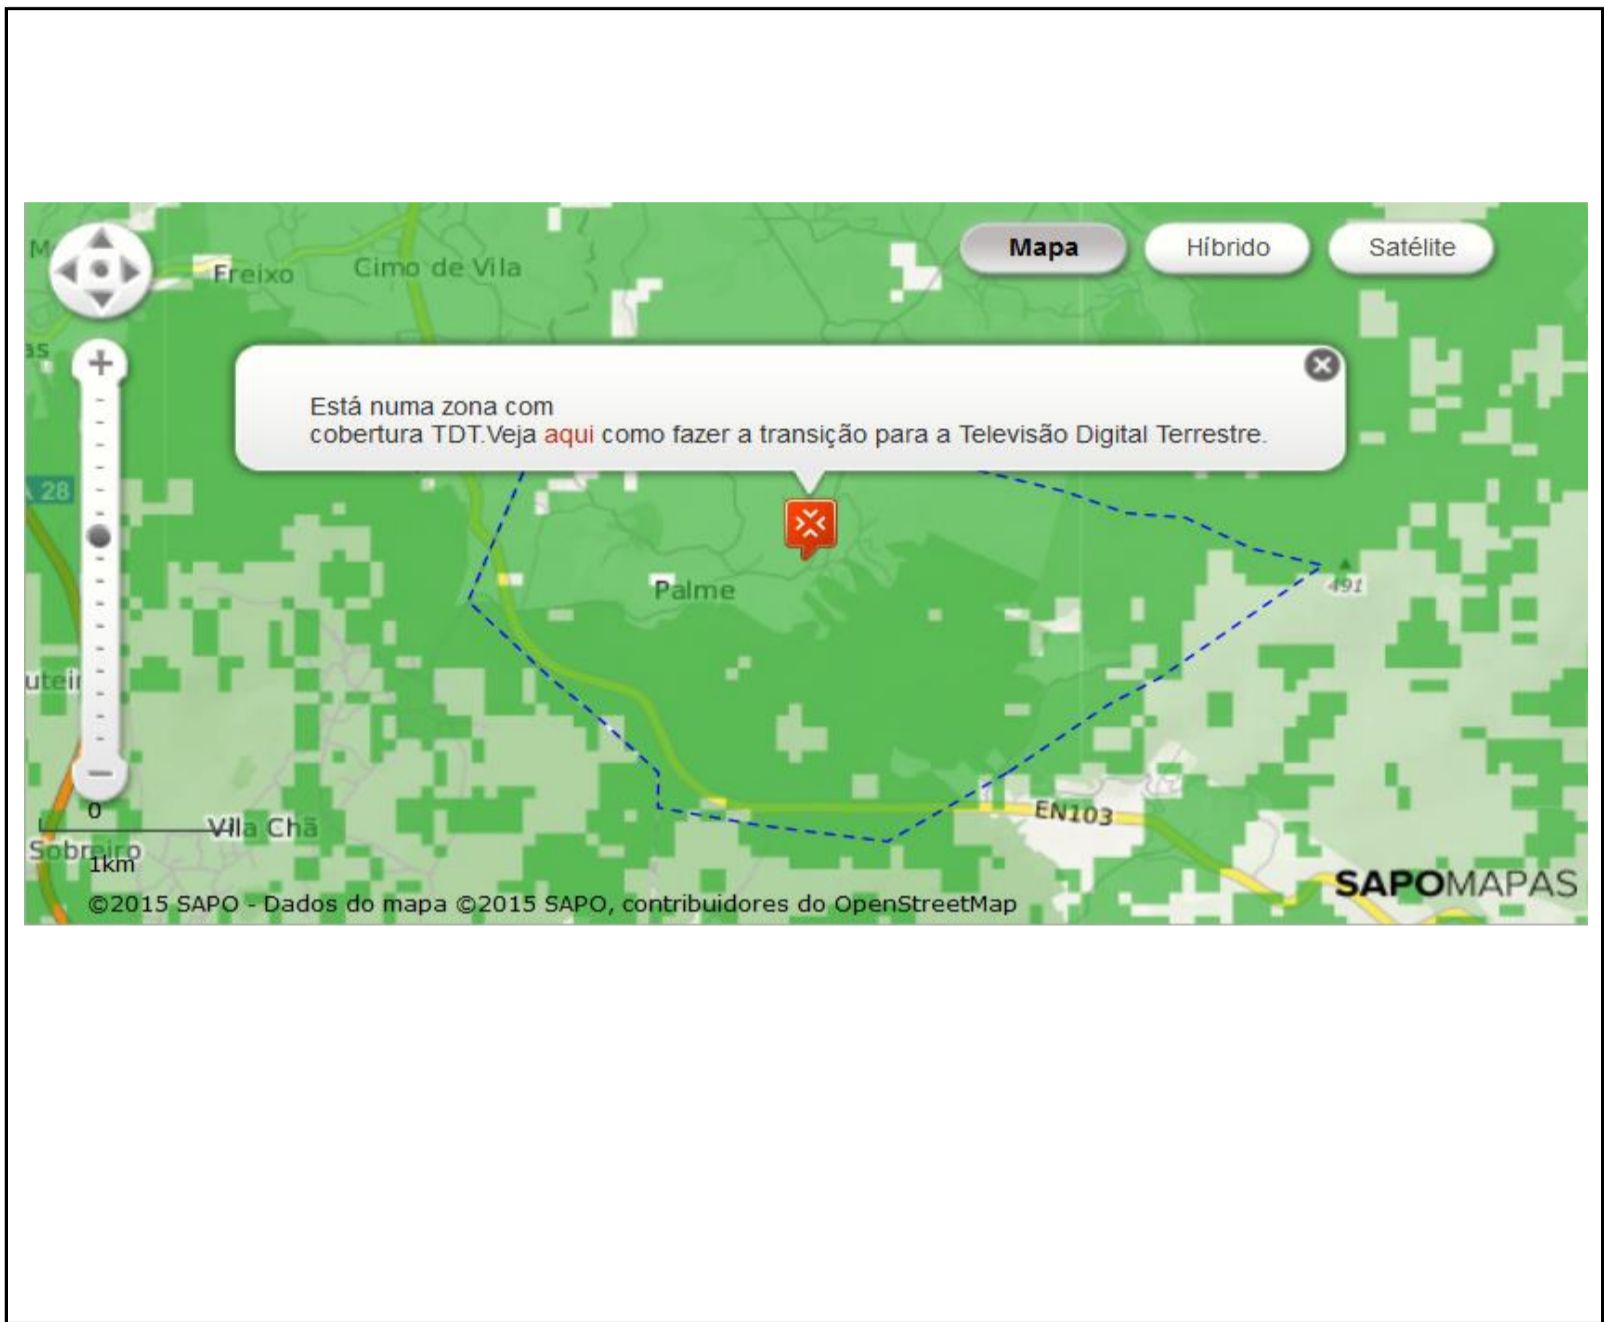 Mapa
Híbrido
Satélite
Freixo
Cimo de Vila
Está numa zona com
cobertura TDT.Veja aqui como fazer a transição para a Televisão Digital Terrestre.
28
Palme
491
EN103
0
Vila Chã
Sobreiro
1km
SAPOMAPAS
©2015 SAPO - Dados do mapa ©2015 SAPO, contribuidores do OpenStreetMap